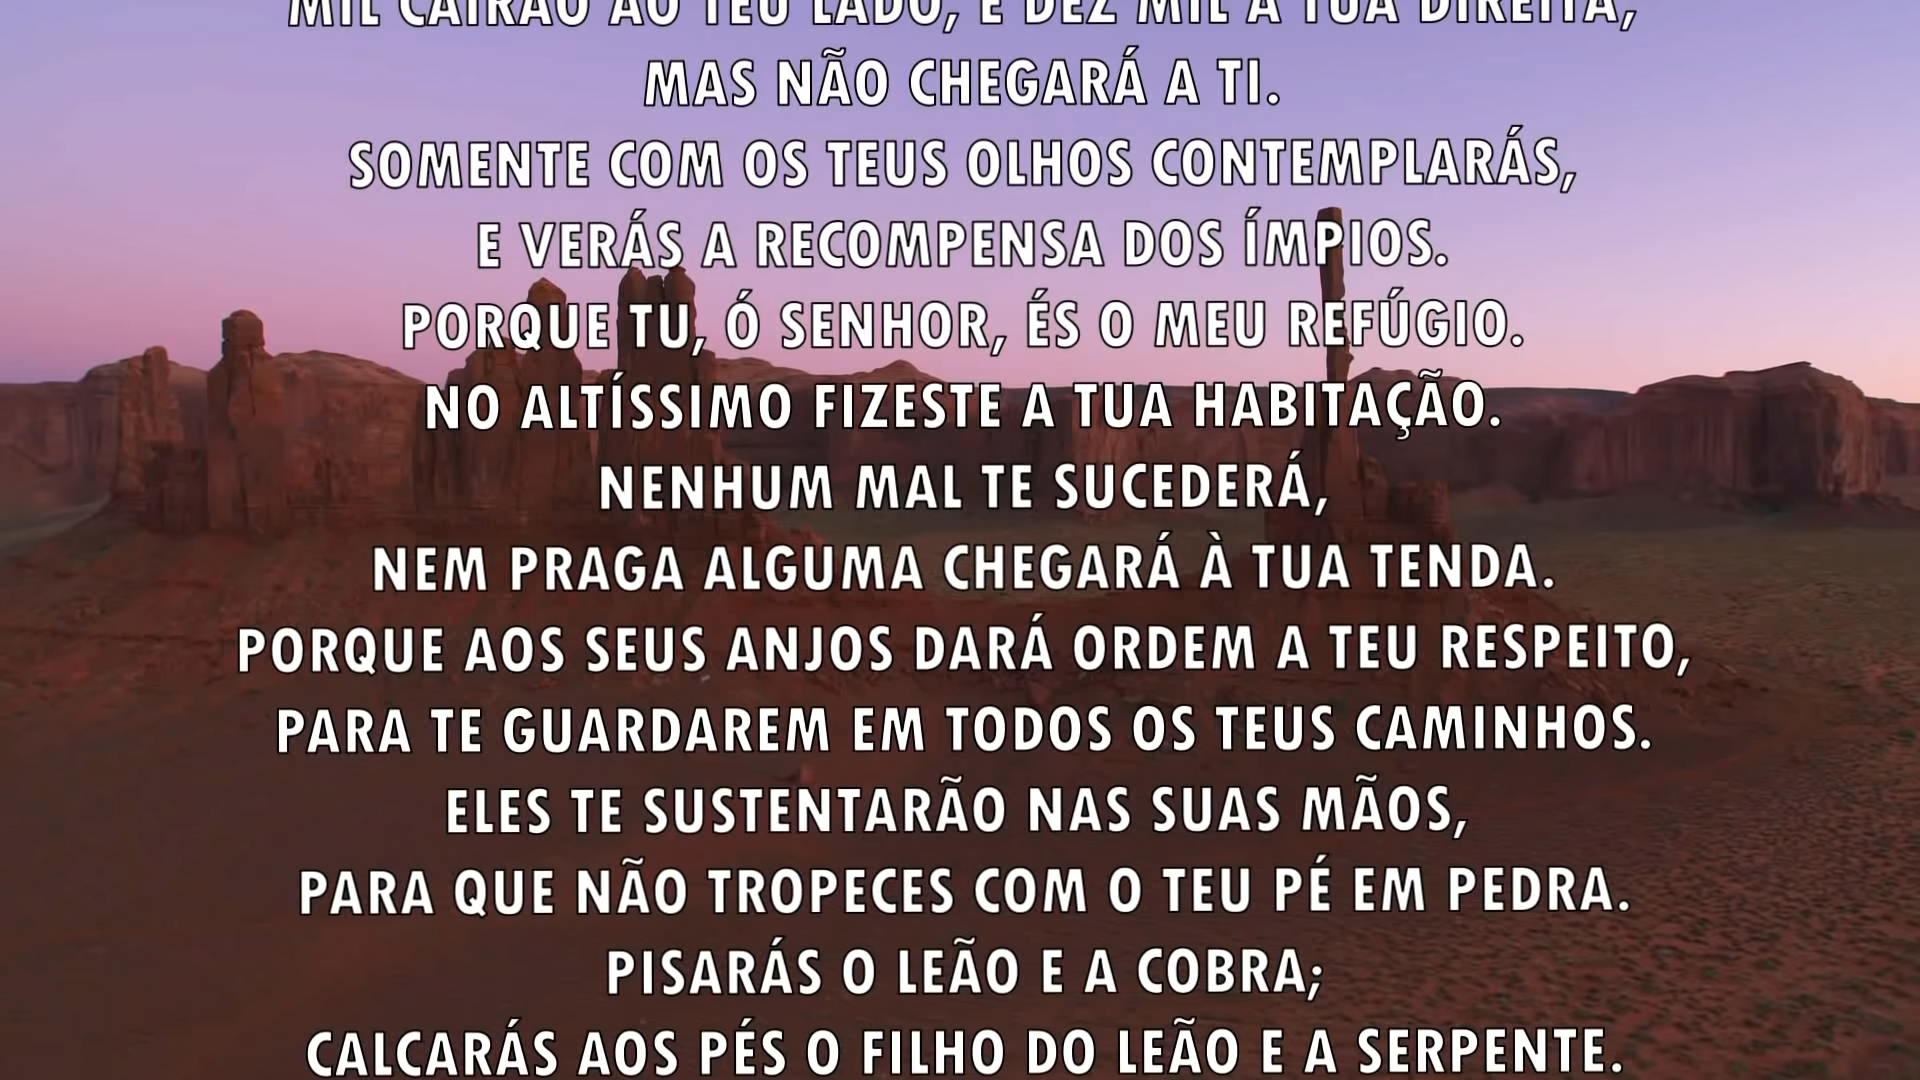 MIL CAIRÃO AO TEU LADO, E DEZ MIL À TUA DIREITA,
MAS NÃO CHEGARÁ A TI.
SOMENTE COM OS TEUS OLHOS CONTEMPLARÁS,
E VERÁS A RECOMPENSA DOS ÍMPIOS.
PORQUE TU, Ó SENHOR, ÉS O MEU REFÚGIO.
NO ALTÍSSIMO FIZESTE A TUA HABITAÇÃO.
NENHUM MAL TE SUCEDERÁ,
NEM PRAGA ALGUMA CHEGARÁ À TUA TENDA.
PORQUE AOS SEUS ANJOS DARÁ ORDEM A TEU RESPEITO,
PARA TE GUARDAREM EM TODOS OS TEUS CAMINHOS.
ELES TE SUSTENTARÃO NAS SUAS MÃOS,
PARA QUE NÃO TROPECES COM O TEU PÉ EM PEDRA.
PISARÁS O LEÃO E A COBRA;
CALCARÁS AOS PÉS O FILHO DO LEÃO E A SERPENTE.